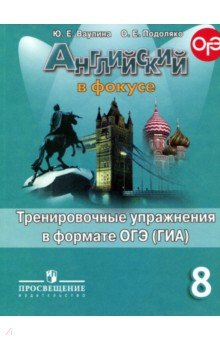 Ю. Е. Ваулина О. Е. Подоляко
ОГЭ
Английский
в фокусе
Тренировочные упражнения
в формате ОГЭ (ГИА)
ПРОСВЕЩЕНИЕ
ИЗДАТЕЛЬСТВО
8